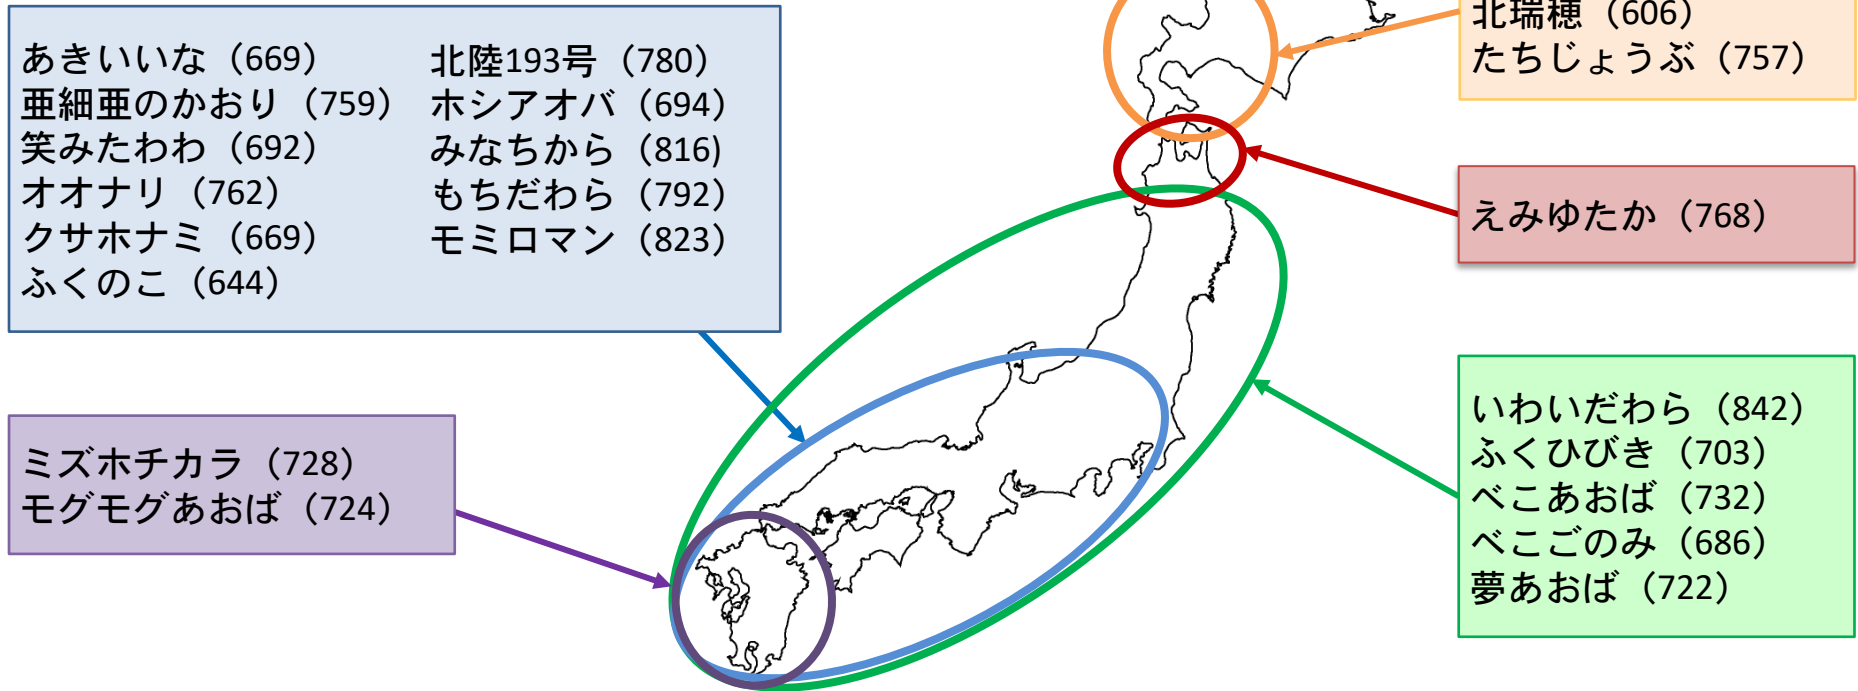 あきいいな（669）
亜細亜のかおり（759）
笑みたわわ（692）
オオナリ（762）
クサホナミ（669）
ふくのこ（644）
北陸193号（780）
ホシアオバ（694）
みなちから（816)
もちだわら（792）
モミロマン（823）
北瑞穂（606）
たちじょうぶ（757）
えみゆたか（768）
ミズホチカラ（728）
モグモグあおば（724）
いわいだわら（842）
ふくひびき（703）
べこあおば（732）
べこごのみ（686）
夢あおば（722）